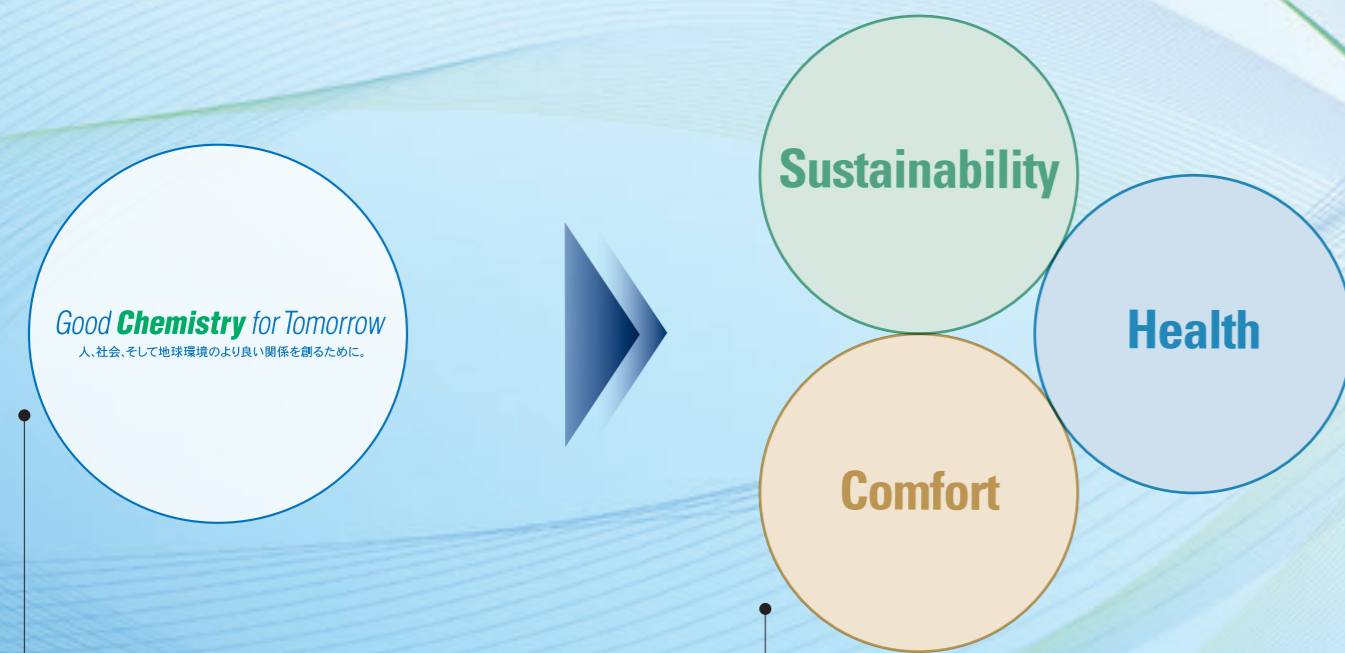 Good Chemistry for Tomorrow
人、社会、そして地球環境のより良い関係を創るために。
Sustainability
Health
Comfort